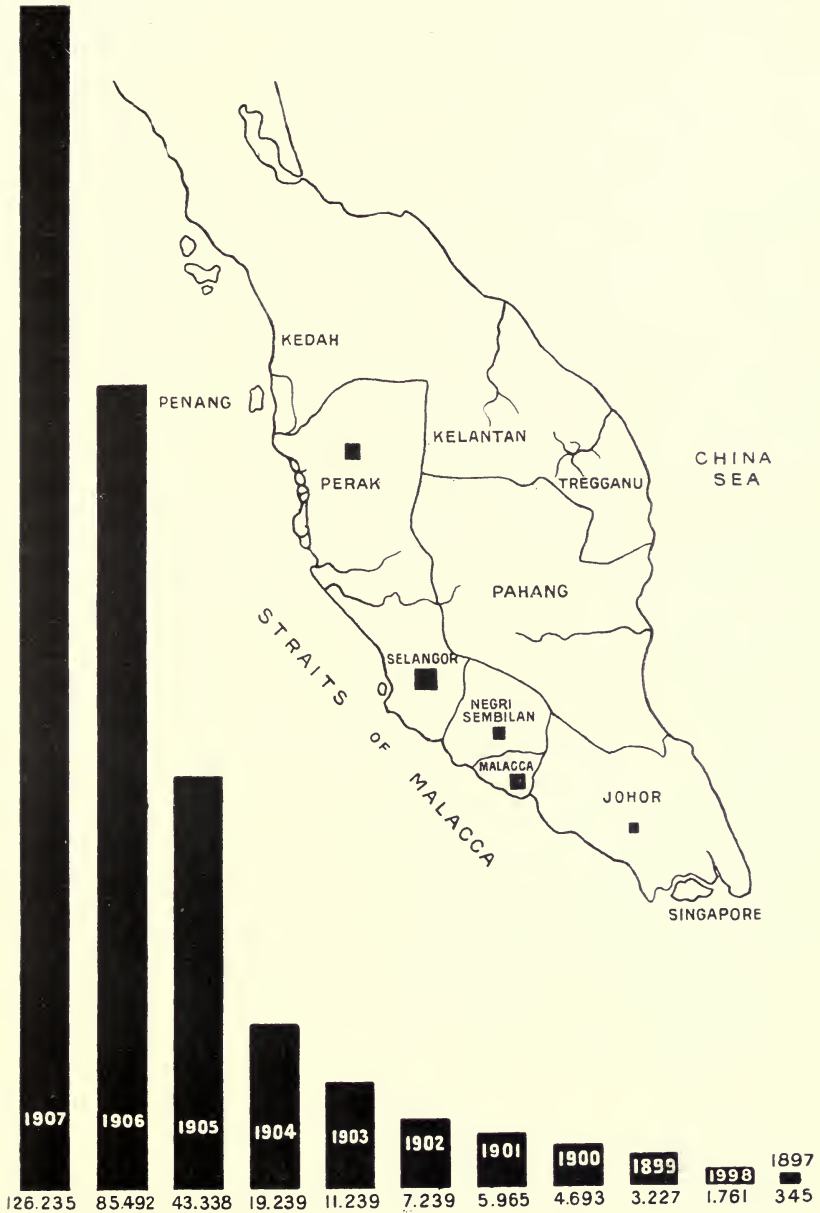 KEDAH
PENANG
KELANTAN
CHINA
SEA
PERAK
TREGGANU
PAHANG
STRAITS OF MALACCA
SELANGOR
NEGRI
SEMBILAN
MALACCA
JOHOR
SINGAPORE
1907 1906 1905 1904 1903 1902 1901 1900 1899 1998 1897
126.235 85.492 43.338 19.239 11.239 7.239 5.965 4.693 3.227 1.761 345